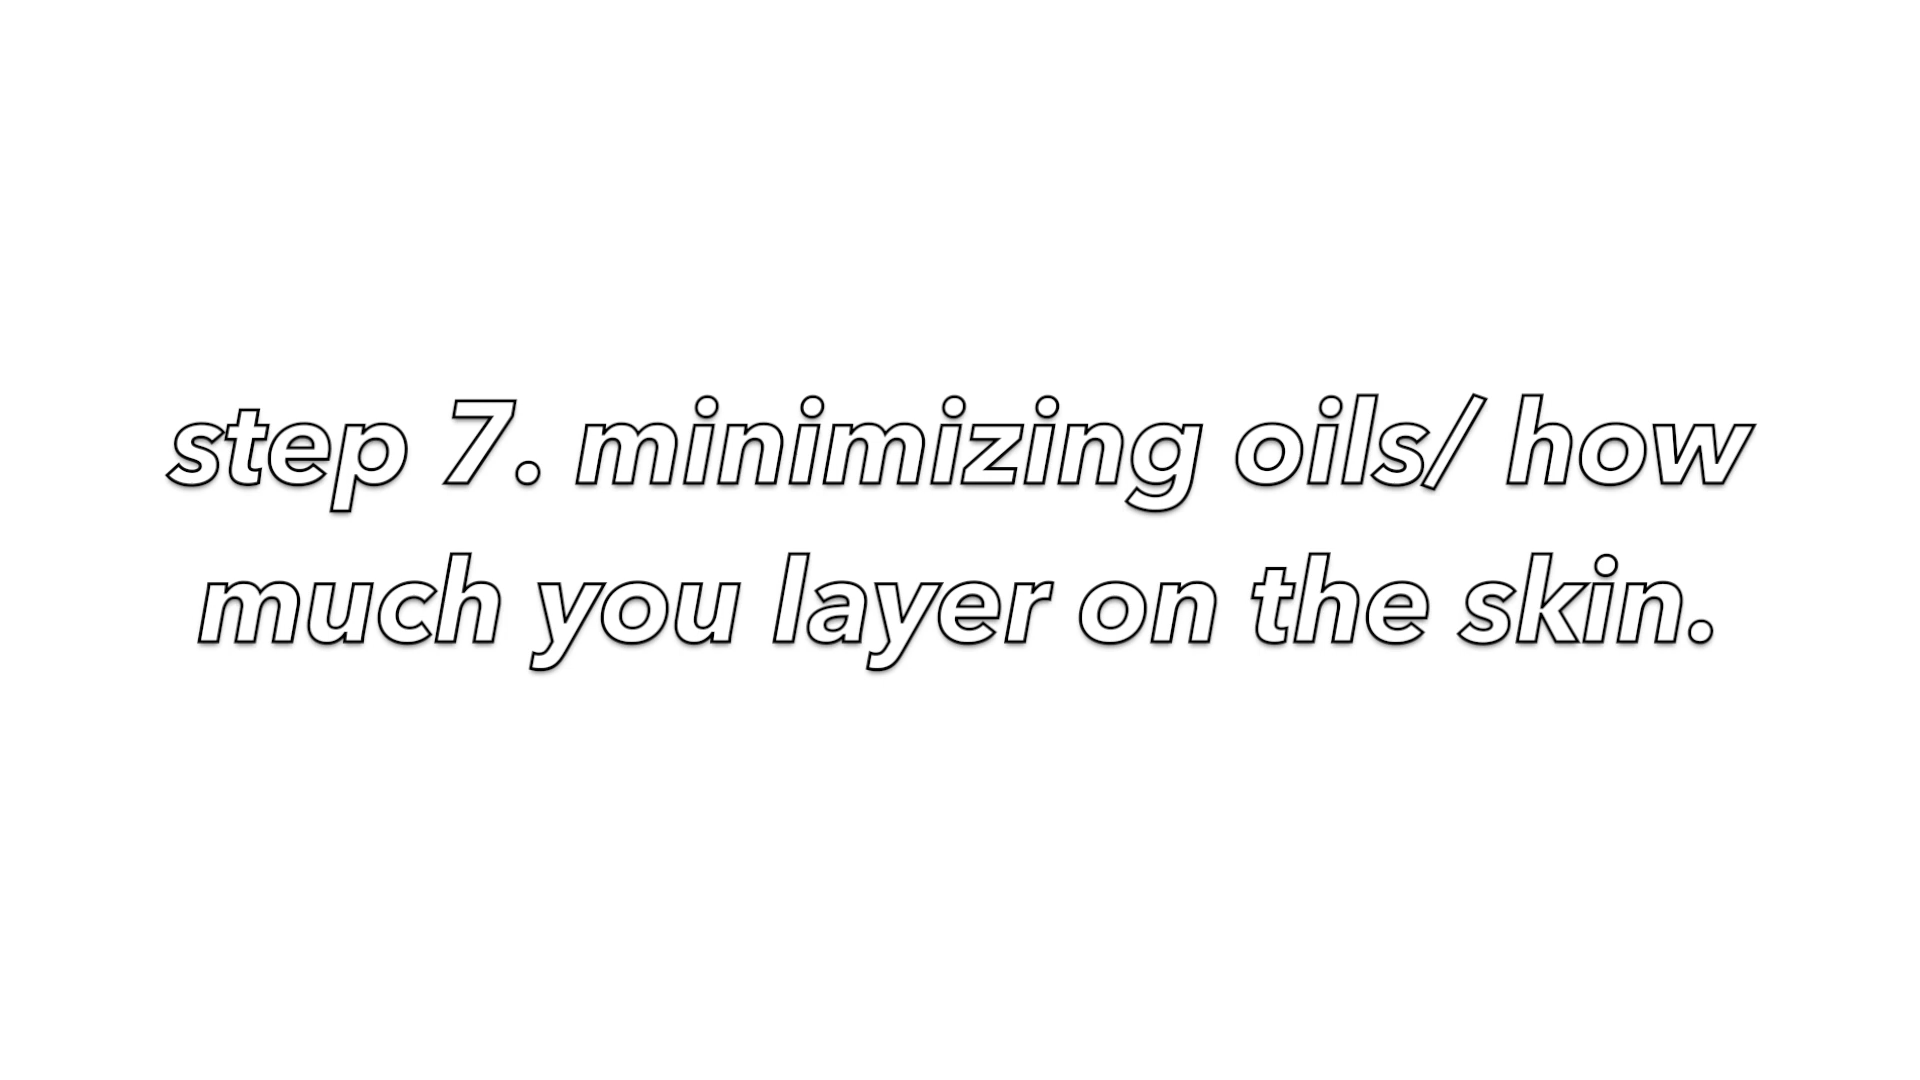 step 7. minimizing oils/ how
much you layer on the skin.